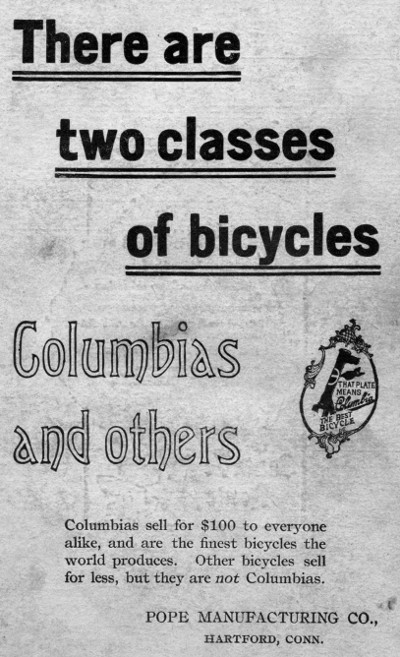 There are
two classes
of bicycles
Columbias
and others
THAT PLATE
MEANS
Columbia
THE BEST
BICYCLE
Columbias sell for $100 to everyone
alike, and are the finest bicycles the
world produces. Other bicycles sell
for less, but they are not Columbias.
POPE MANUFACTURING CO.,
HARTFORD, CONN.